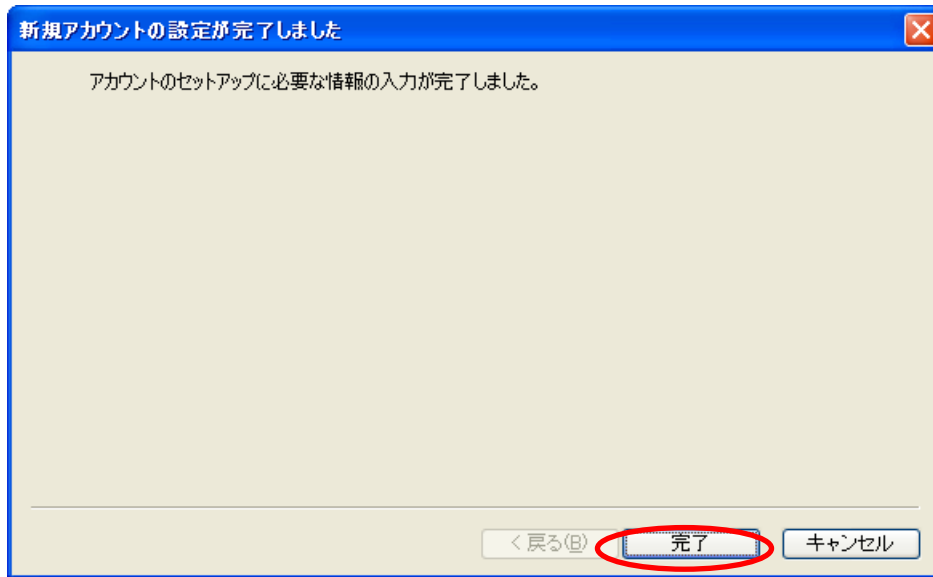 新規アカウントの設定が完了しました
アカウントのセットアップに必要な情報の入力が完了しました。
< 戻る(B)
完了
キャンセル